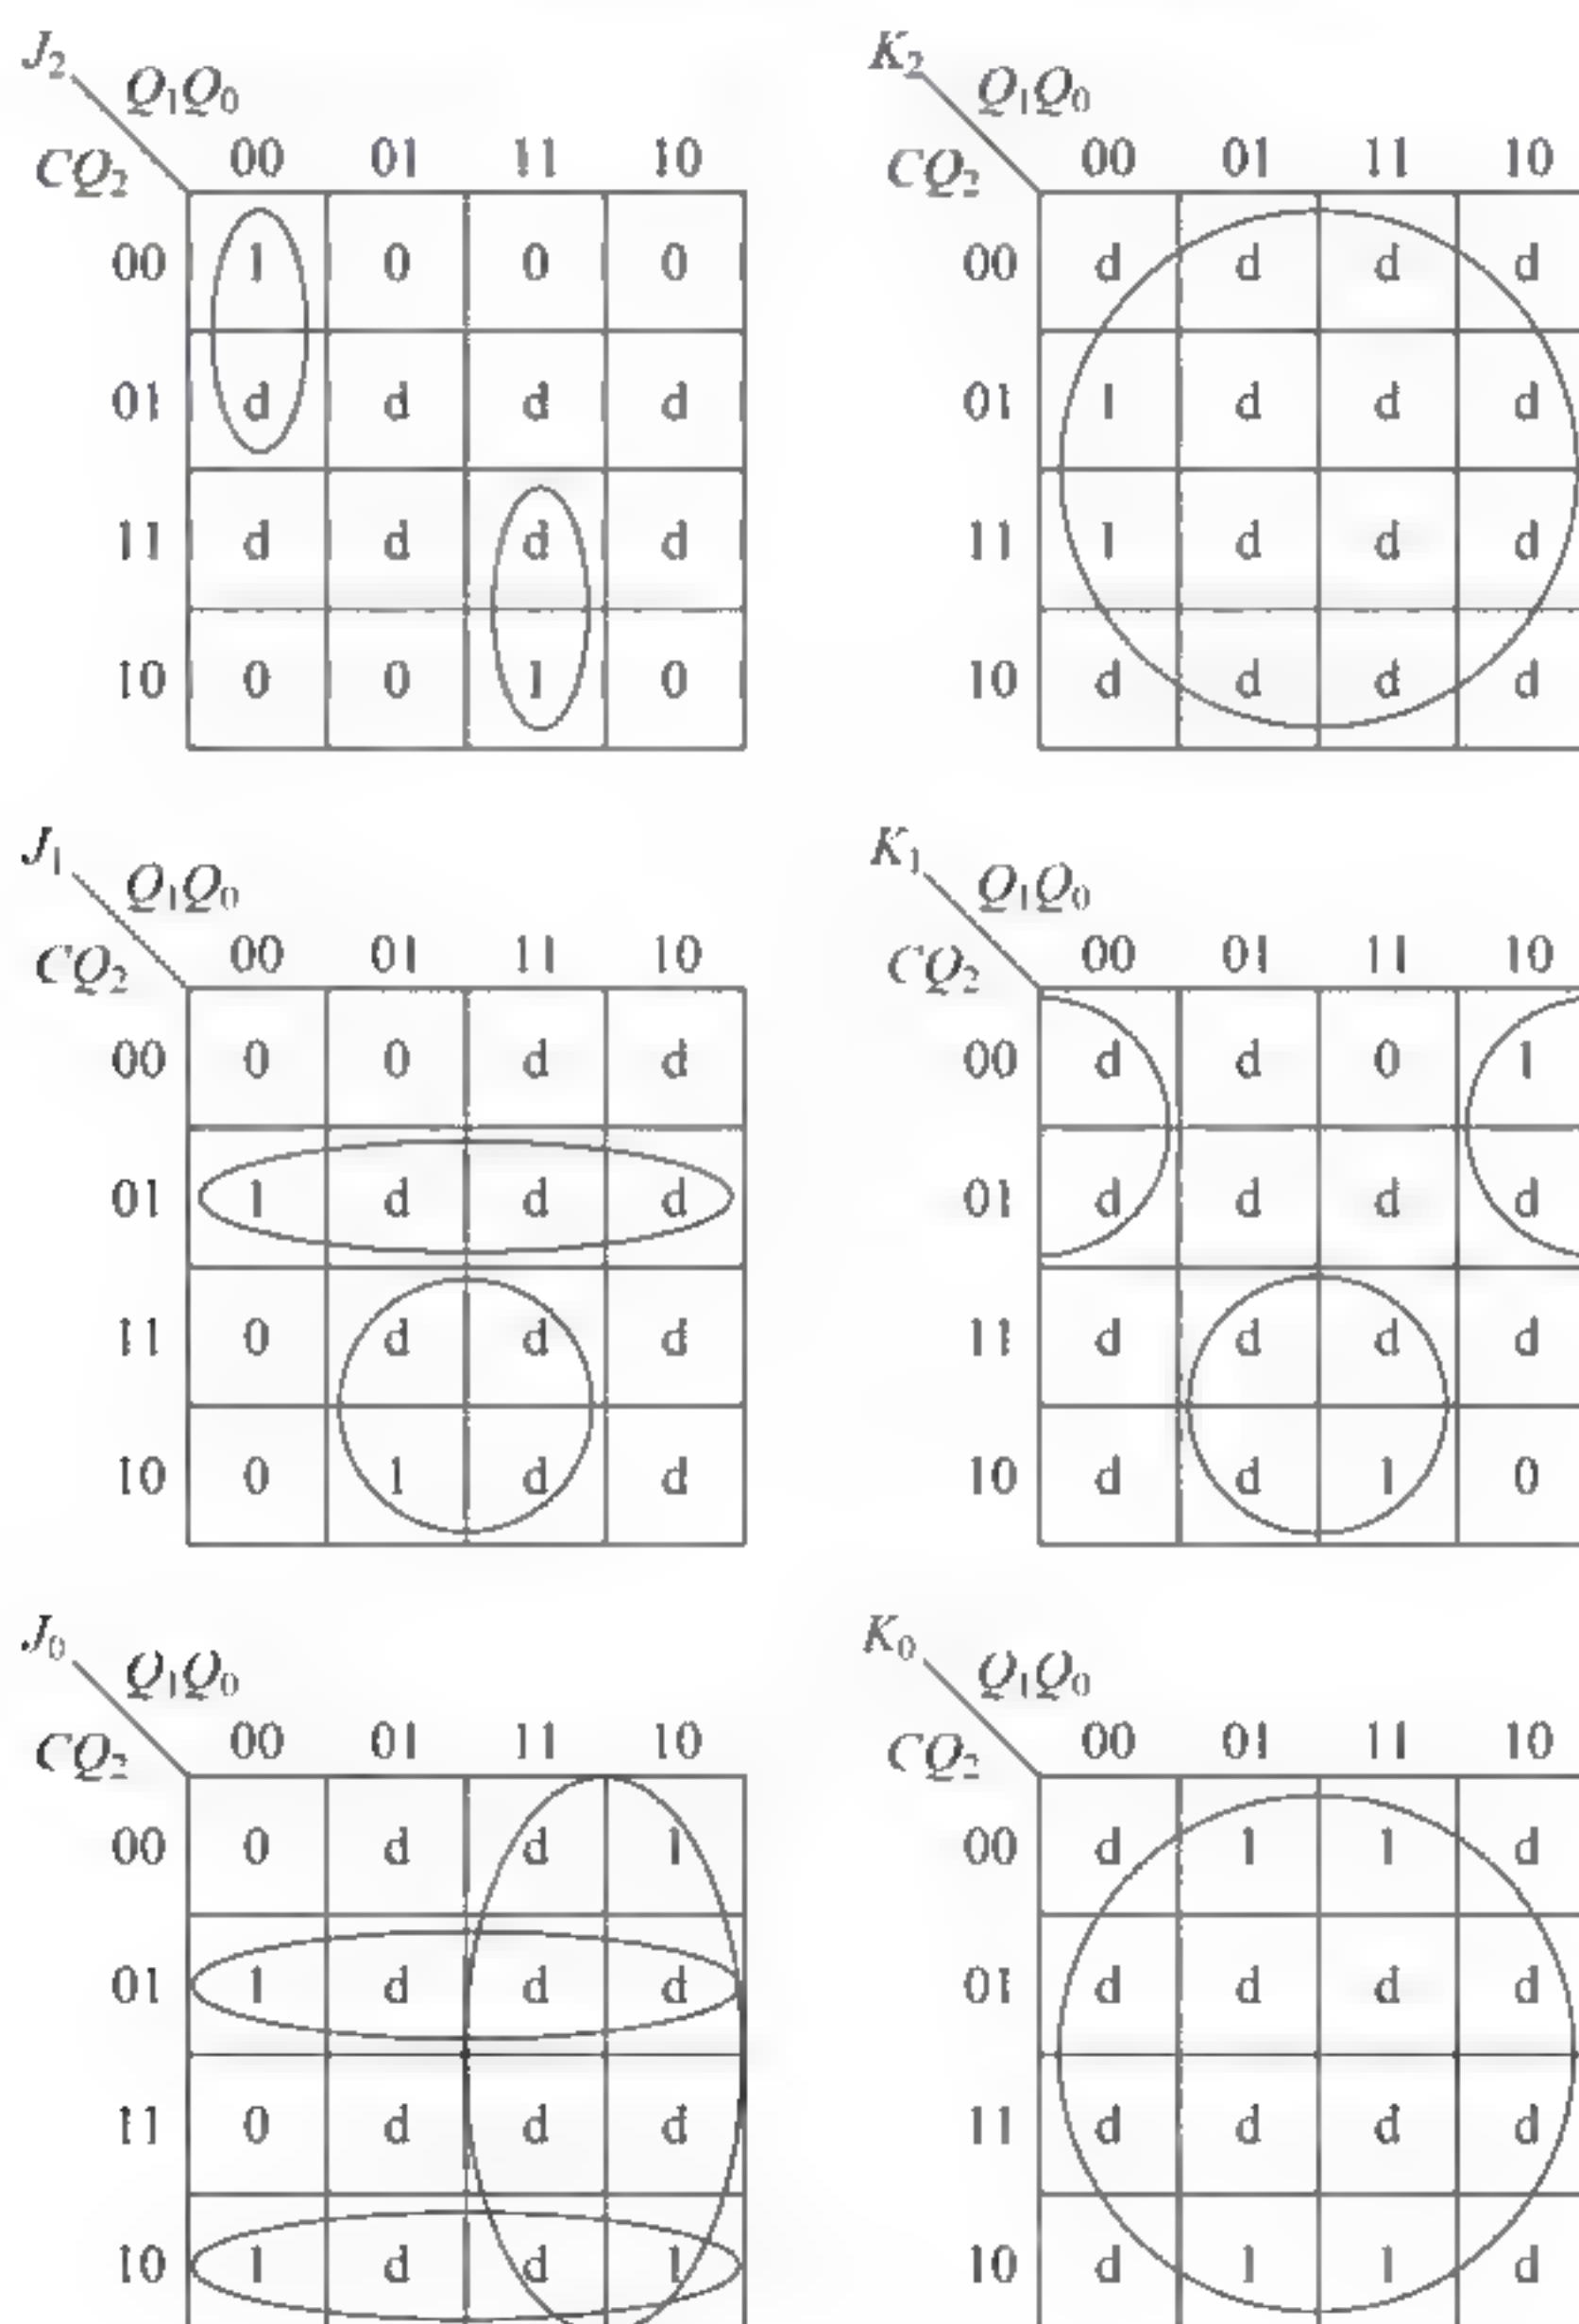 J₂ K₂
Q₁Q₀ Q₁Q₀
CQ₂ 00 01 11 10 CQ₂ 00 01 11 10
00 1 0 0 0 00 d d d d
01 d d d d 01 1 d d d
11 d d d d 11 1 d d d
10 0 0 1 0 10 d d d d
J₁ K₁
Q₁Q₀ Q₁Q₀
CQ₂ 00 01 11 10 CQ₂ 00 01 11 10
00 0 0 d d 00 d d 0 1
01 1 d d d 01 d d d d
11 0 d d d 11 d d d d
10 0 1 d d 10 d d 1 0
J₀ K₀
Q₁Q₀ Q₁Q₀
CQ₂ 00 01 11 10 CQ₂ 00 01 11 10
00 0 d d 1 00 d 1 1 d
01 1 d d d 01 d d d d
11 0 d d d 11 d d d d
10 1 d d 1 10 d 1 1 d